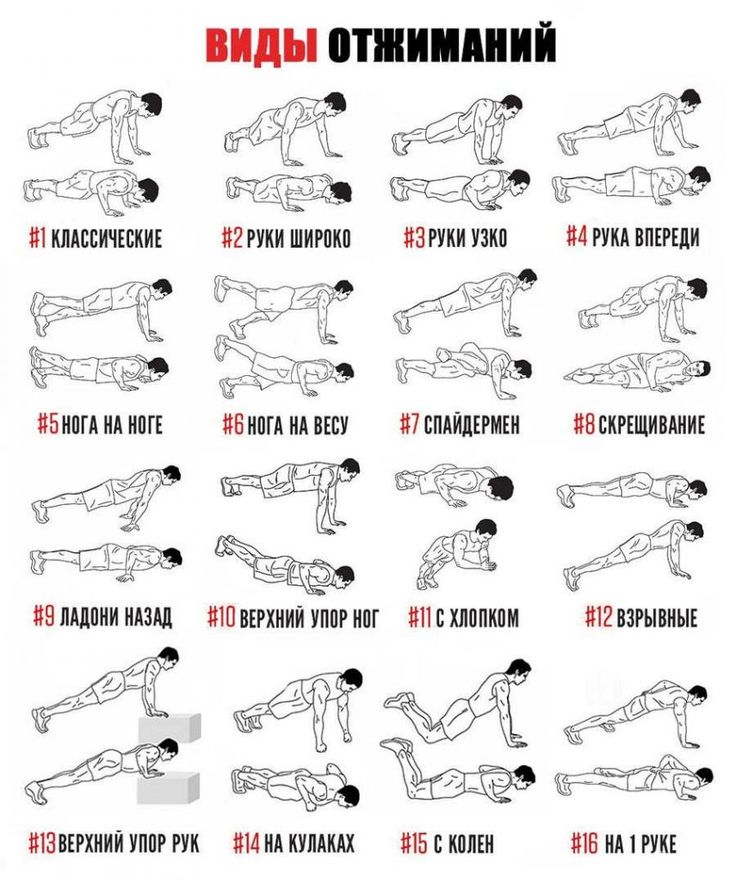 ВИДЫ ОТЖИМАНИЙ
#1 КЛАССИЧЕСКИЕ
#2 РУКИ ШИРОКО
#3 РУКИ УЗКО
#4 РУКА ВПЕРЕДИ
#5 НОГА НА НОГЕ
#6 НОГА НА ВЕСУ
#7 СПАЙДЕРМЕН
#8 СКРЕЩИВАНИЕ
#9 ЛАДОНИ НАЗАД
#10 ВЕРХНИЙ УПОР НОГ
#11 С ХЛОПКОМ
#12 ВЗРЫВНЫЕ
#13 ВЕРХНИЙ УПОР РУК
#14 НА КУЛАКАХ
#15 С КОЛЕН
#16 НА 1 РУКЕ